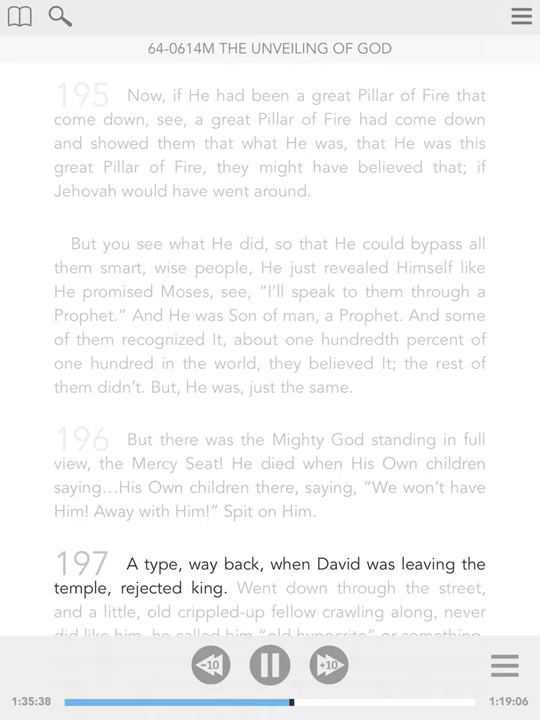 64-0614M THE UNVEILING OF GOD
195 Now, if He had been a great Pillar of Fire that
come down, see, a great Pillar of Fire had come down
and showed them that what He was, that He was this
great Pillar of Fire, they might have believed that; if
Jehovah would have went around.
But you see what He did, so that He could bypass all
them smart, wise people, He just revealed Himself like
He promised Moses, see, “I’ll speak to them through a
Prophet.” And He was Son of man, a Prophet. And some
of them recognized It, about one hundredth percent of
one hundred in the world, they believed It; the rest of
them didn’t. But, He was, just the same.
196 But there was the Mighty God standing in full
view, the Mercy Seat! He died when His Own children
saying…His Own children there, saying, “We won’t have
Him! Away with Him!” Spit on Him.
197 A type, way back, when David was leaving the
temple, rejected king. Went down through the street,
and a little, old crippled-up fellow crawling along, never
did like him, he called him “old hypocrite” or something.
-10 +10
1:35:38 1:19:06